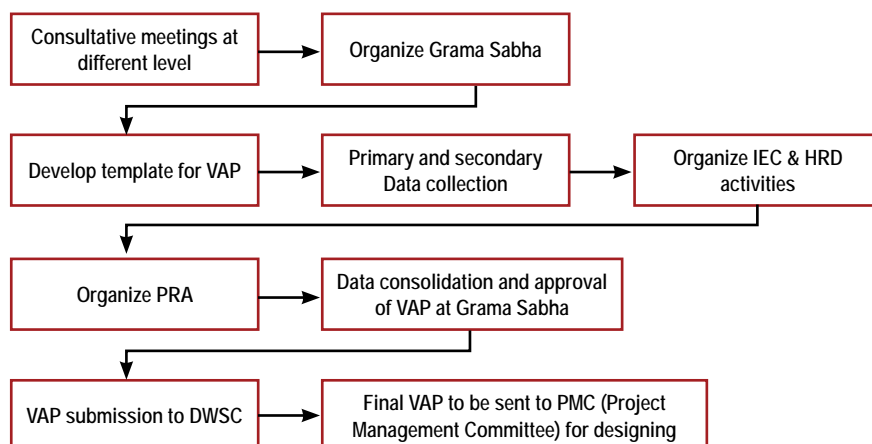 Consultative meetings at
different level
Organize Grama Sabha
Develop template for VAP
Primary and secondary
Data collection
Organize IEC & HRD
activities
Organize PRA
Data consolidation and approval
of VAP at Grama Sabha
VAP submission to DWSC
Final VAP to be sent to PMC (Project
Management Committee) for designing